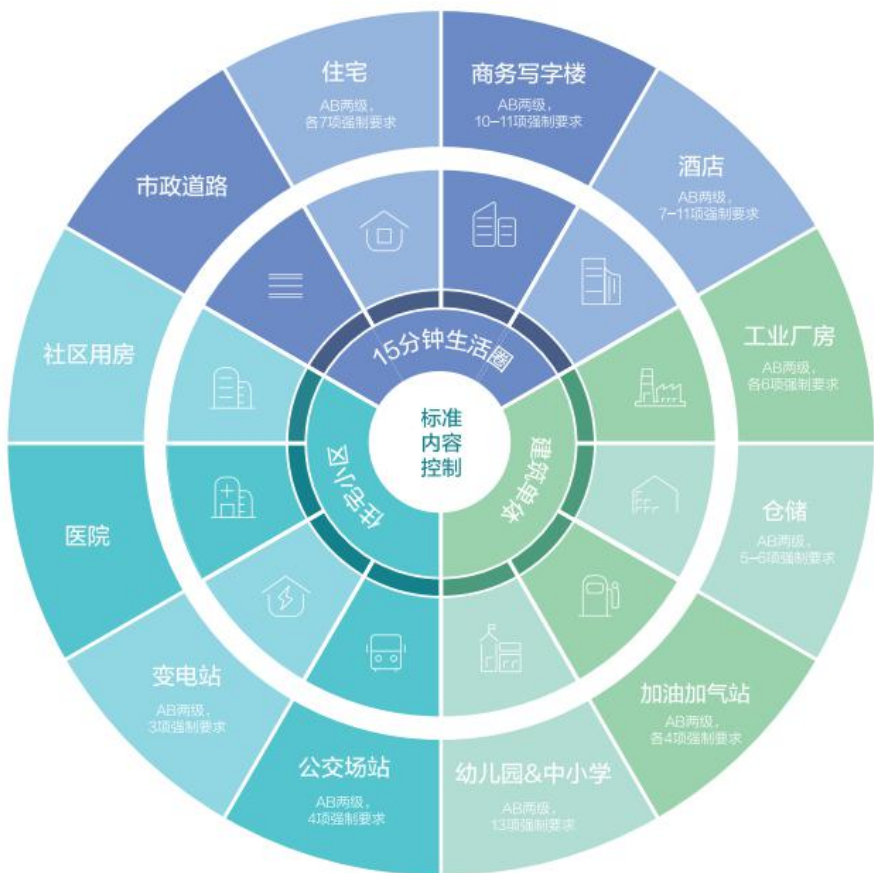 住宅
AB两级，
各7项强制要求
商务写字楼
AB两级，
10-11项强制要求
酒店
AB两级，
7-11项强制要求
工业厂房
AB两级，
各6项强制要求
仓储
AB两级，
5-6项强制要求
加油加气站
AB两级，
各4项强制要求
幼儿园&中小学
AB两级，
13项强制要求
公交场站
AB两级，
4项强制要求
变电站
AB两级，
3项强制要求
医院
社区用房
市政道路
15分钟生活圈
建筑单体
住宅小区
标准
内容
控制